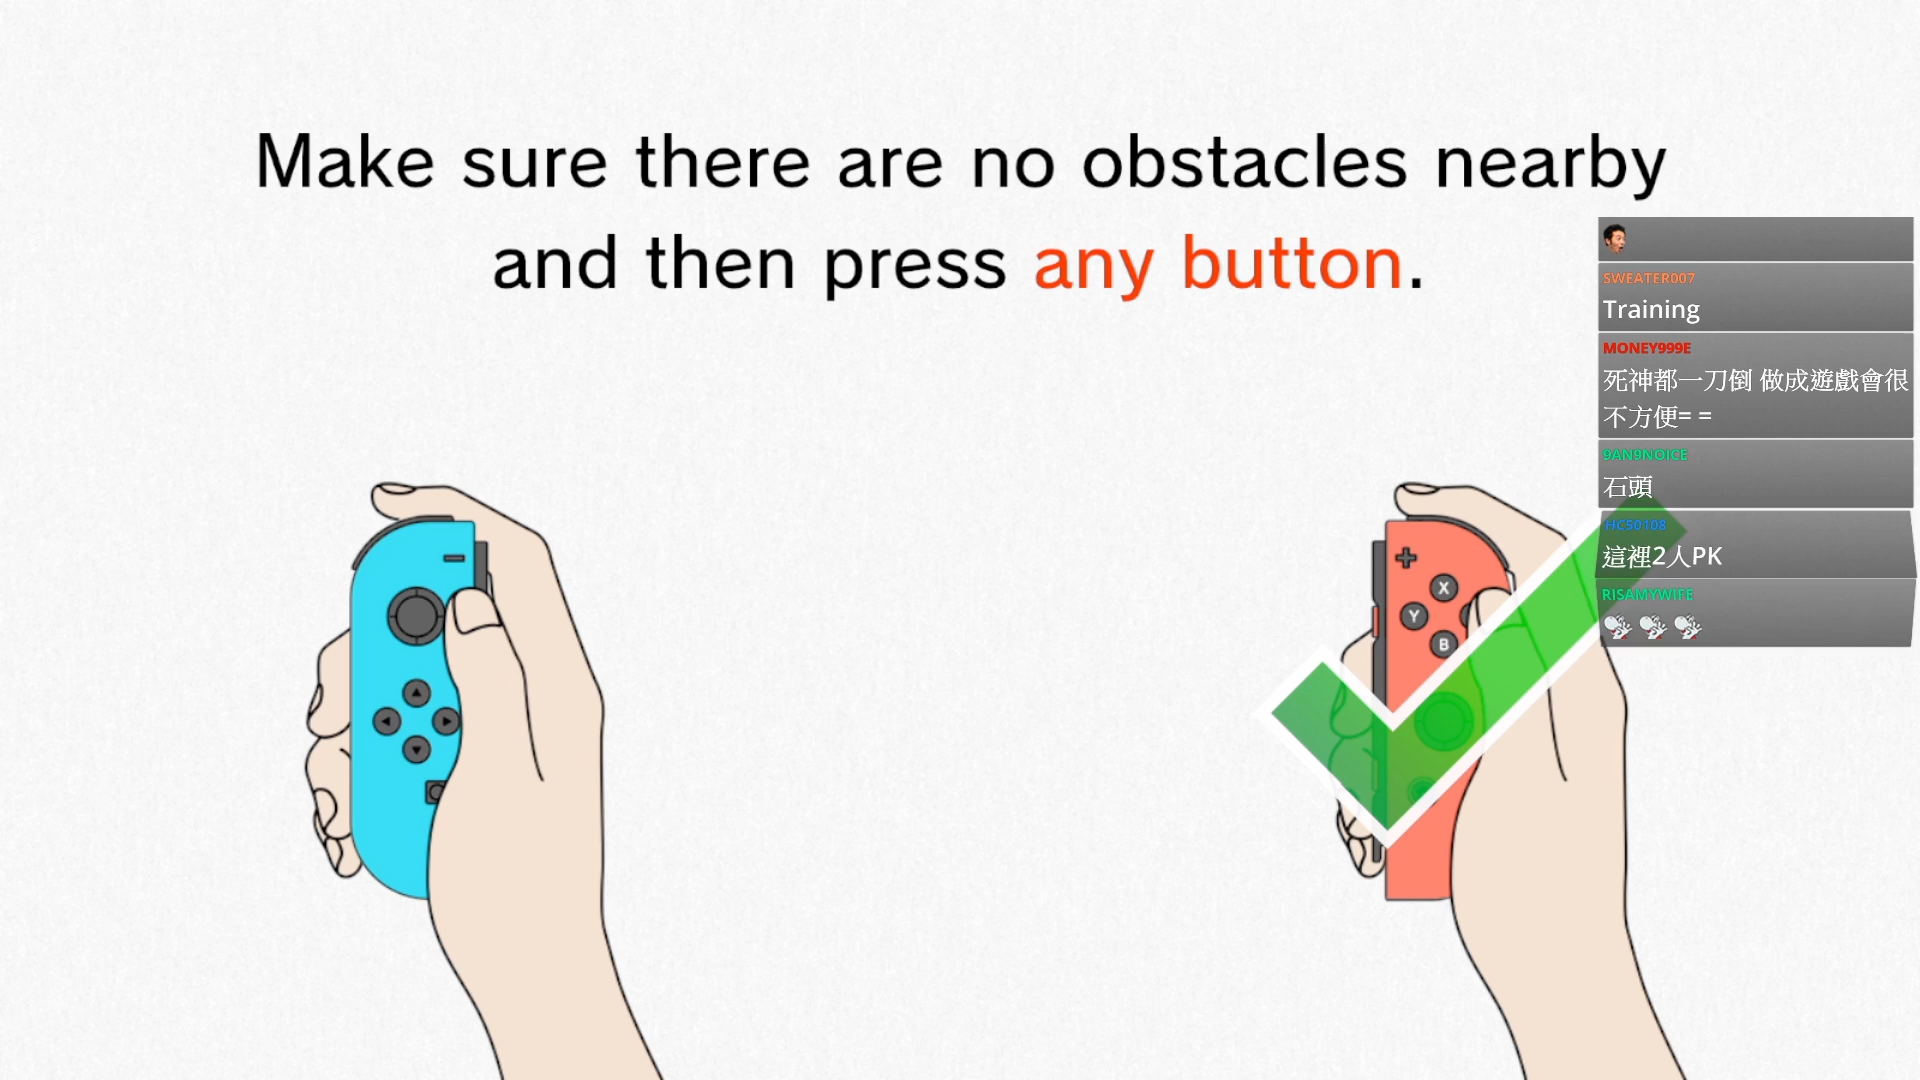 Make sure there are no obstacles nearby
and then press any button.
SWEATER007
Training
MONEY999E
死神都一刀倒 做成遊戲會很
不方便= =
9AN9NOICE
石頭
HC50108
這裡2人PK
RISAMYWIFE
X
Y
B